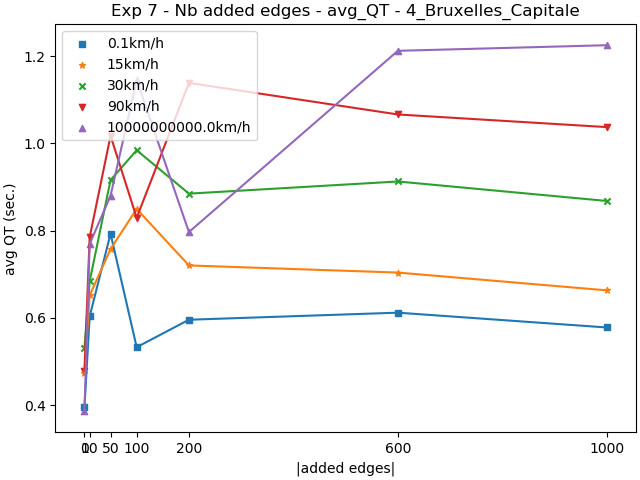 Exp 7 - Nb added edges - avg_QT - 4_Bruxelles_Capitale
0.1km/h
15km/h
30km/h
90km/h
10000000000.0km/h
avg QT (sec.)
1.2
1.0
0.8
0.6
0.4
0 10 50 100 200 600 1000
|added edges|